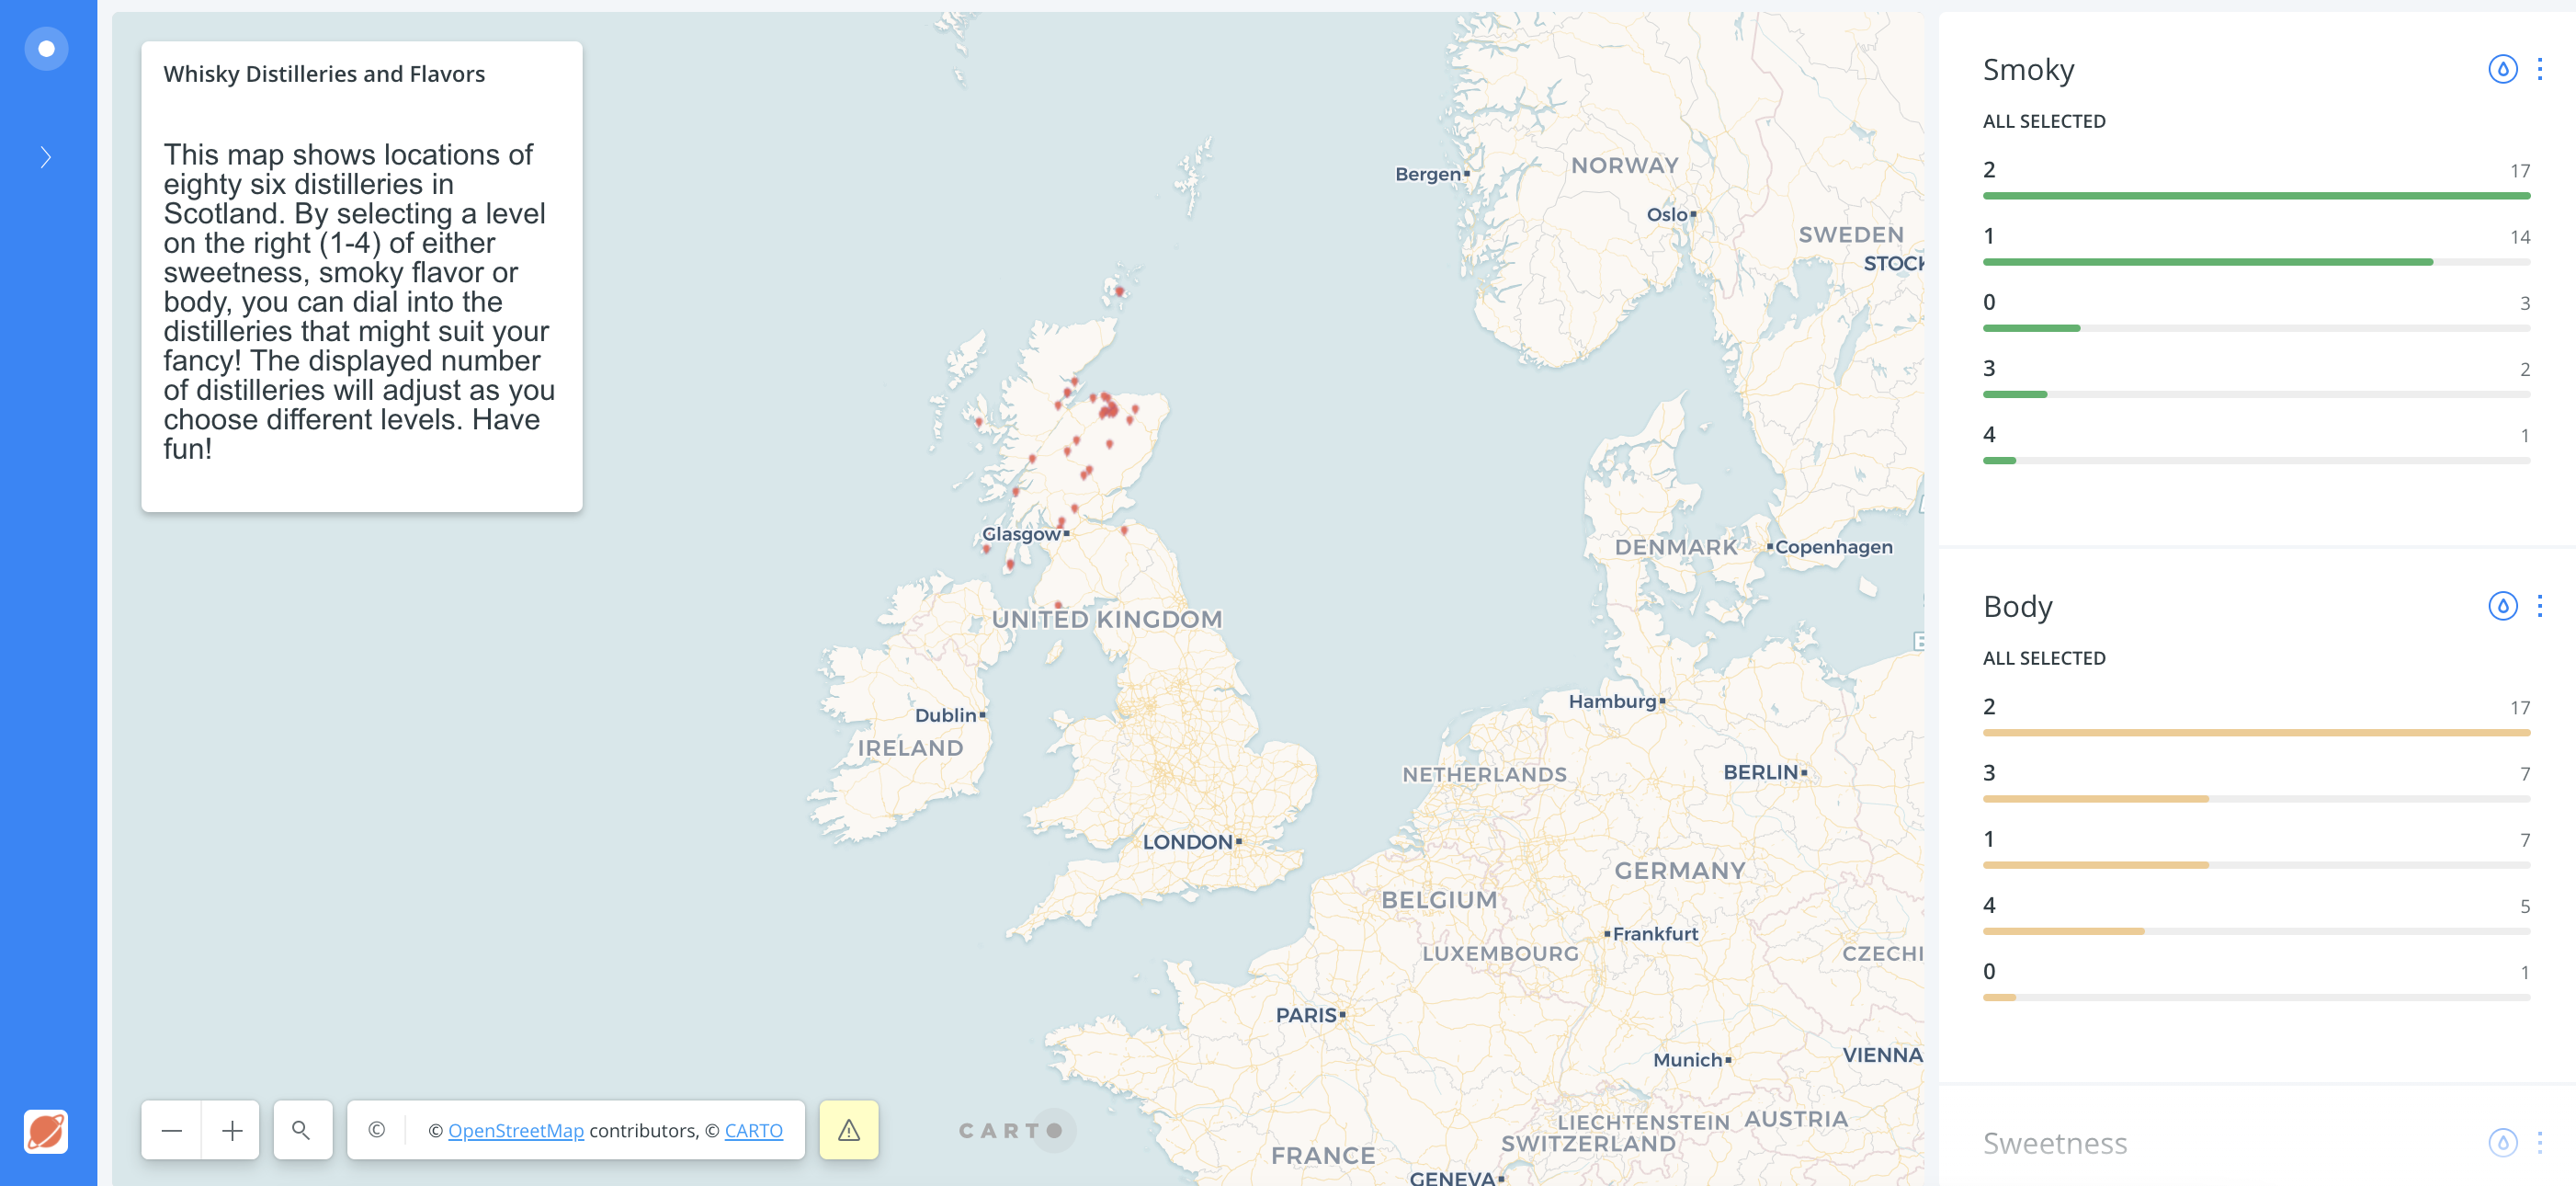 Whisky Distilleries and Flavors
This map shows locations of
eighty six distilleries in
Scotland. By selecting a level
on the right (1-4) of either
sweetness, smoky flavor or
body, you can dial into the
distilleries that might suit your
fancy! The displayed number
of distilleries will adjust as you
choose different levels. Have
fun!
Bergen
NORWAY
Oslo
SWEDEN
STOCK
Glasgow
DENMARK
Copenhagen
UNITED KINGDOM
Hamburg
Dublin
IRELAND
NETHERLANDS
BERLIN
LONDON
GERMANY
BELGIUM
Frankfurt
LUXEMBOURG
CZECHI
PARIS
Munich
VIENNA
LIECHTENSTEIN
AUSTRIA
SWITZERLAND
FRANCE
GENEVA
© © OpenStreetMap contributors, © CARTO
CARTO
Smoky
ALL SELECTED
2 17
1 14
0 3
3 2
4 1
Body
ALL SELECTED
2 17
3 7
1 7
4 5
0 1
Sweetness